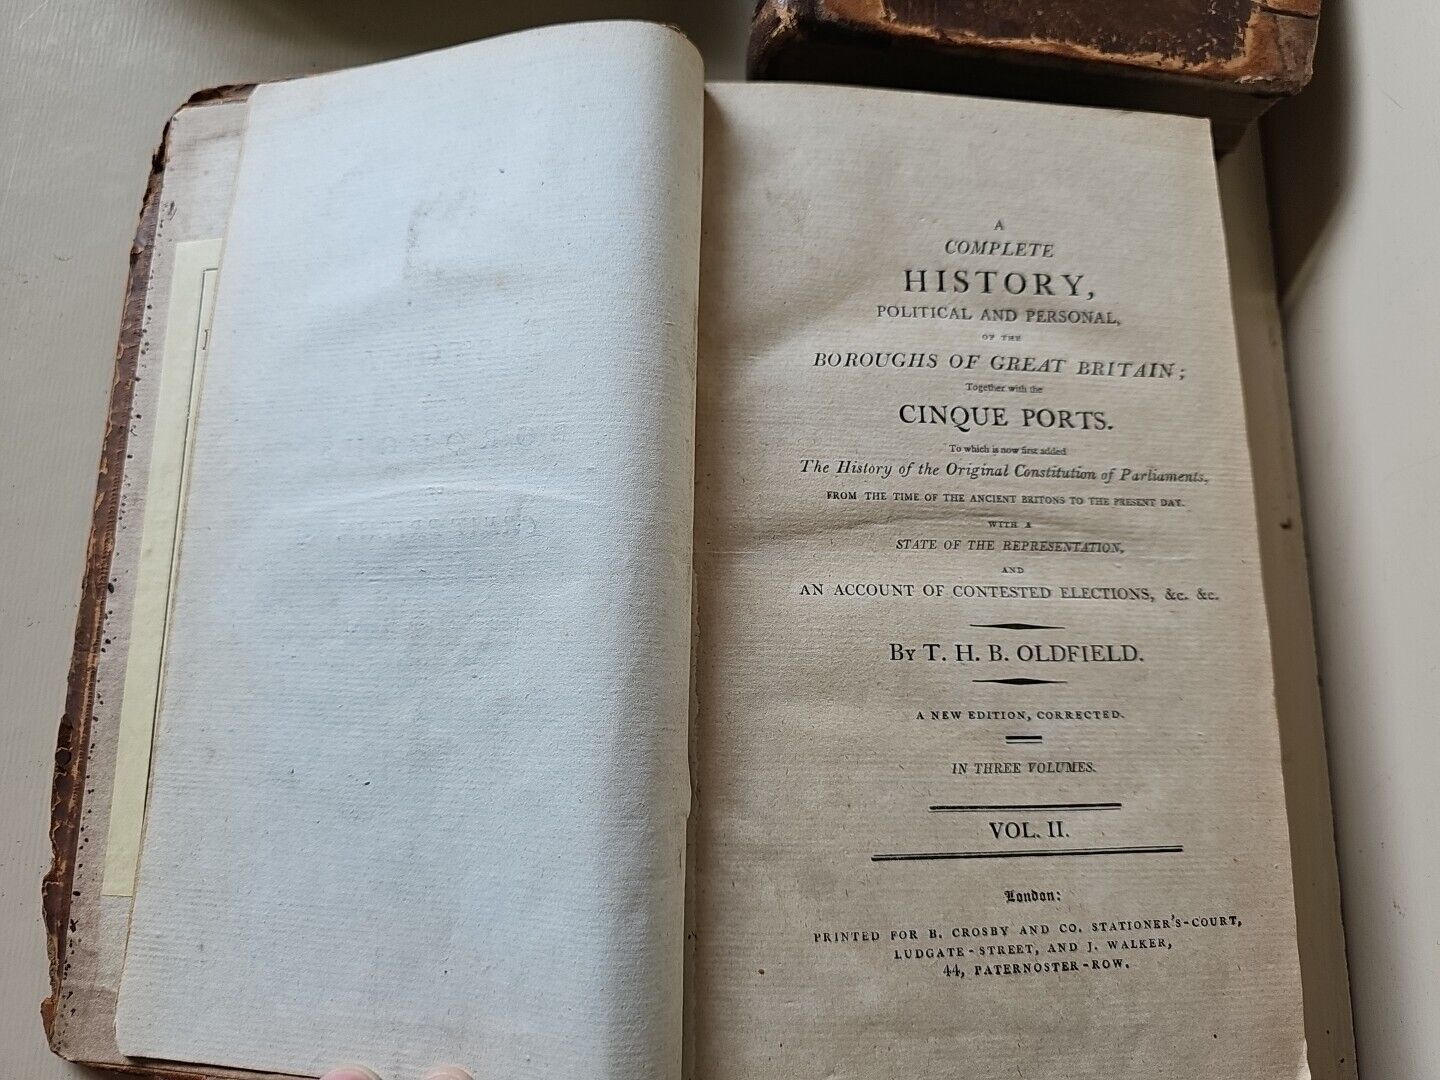 A
COMPLETE
HISTORY,
POLITICAL AND PERSONAL,
OF THE
BOROUGHS OF GREAT BRITAIN;
Together with the
CINQUE PORTS.
To which is now first added
The History of the Original Constitution of Parliaments,
FROM THE TIME OF THE ANCIENT BRITONS TO THE PRESENT DAY.
WITH A
STATE OF THE REPRESENTATION,
AND
AN ACCOUNT OF CONTESTED ELECTIONS, &c. &c.
By T. H. B. OLDFIELD.
A NEW EDITION, CORRECTED.
IN THREE VOLUMES.
VOL. II.
London:
PRINTED FOR B. CROSBY AND CO. STATIONER'S-COURT,
LUDGATE-STREET, AND J. WALKER,
44, PATERNOSTER-ROW.